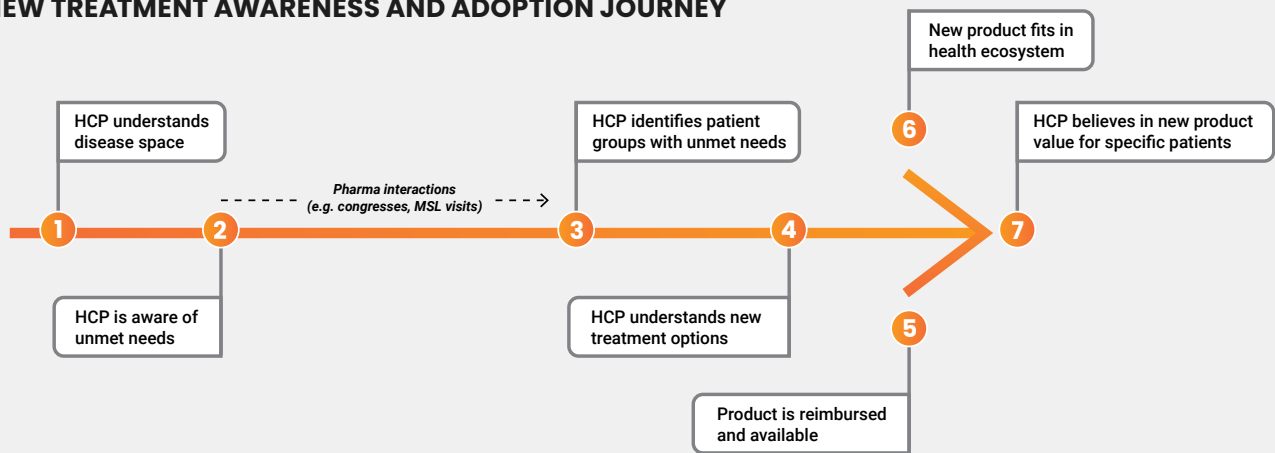 NEW TREATMENT AWARENESS AND ADOPTION JOURNEY
New product fits in
health ecosystem
HCP understands
disease space
HCP identifies patient
groups with unmet needs
6
HCP believes in new product
value for specific patients
Pharma interactions
(e.g. congresses, MSL visits)
1
2
3
4
7
HCP is aware of
unmet needs
HCP understands new
treatment options
5
Product is reimbursed
and available